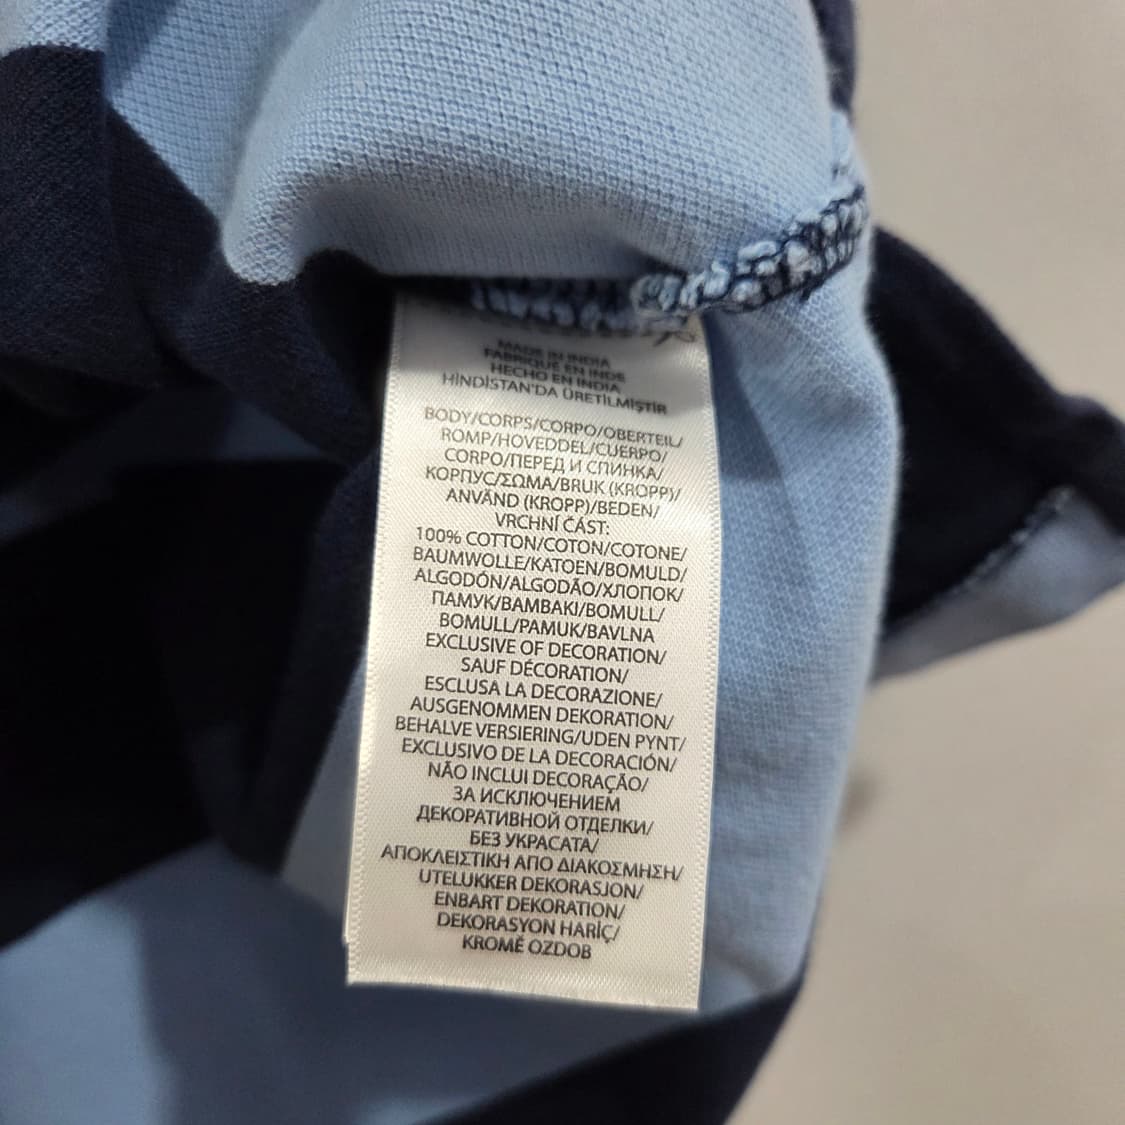 MADE IN INDIA
FABRIQUÉ EN INDE
HECHO EN INDIA
HİNDİSTAN'DA ÜRETİLMİŞTİR
BODY/CORPS/CORPO/OBERTEIL/
ROMP/HOVEDDEL/CUERPO/
CORPO/ПЕРЕД И СПИНКА/
КОРПУС/ΣΩΜΑ/BRUK (KROPP)/
ANVÄND (KROPP)/BEDEN/
VRCHNÍ ČÁST:
100% COTTON/COTON/COTONE/
BAUMWOLLE/KATOEN/BOMULD/
ALGODÓN/ALGODÃO/ХЛОПОК/
ПАМУК/ΒΑΜΒΑΚΙ/BOMULL/
BOMULL/PAMUK/BAVLNA
EXCLUSIVE OF DECORATION/
SAUF DÉCORATION/
ESCLUSA LA DECORAZIONE/
AUSGENOMMEN DEKORATION/
BEHALVE VERSIERING/UDEN PYNT/
EXCLUSIVO DE LA DECORACIÓN/
NÃO INCLUI DECORAÇÃO/
ЗА ИСКЛЮЧЕНИЕМ
ДЕКОРАТИВНОЙ ОТДЕЛКИ/
БЕЗ УКРАСАТА/
ΑΠΟΚΛΕΙΣΤΙΚΗ ΑΠΟ ΔΙΑΚΟΣΜΗΣΗ/
UTELUKKER DEKORASJON/
ENBART DEKORATION/
DEKORASYON HARİÇ/
KROMĚ OZDOB